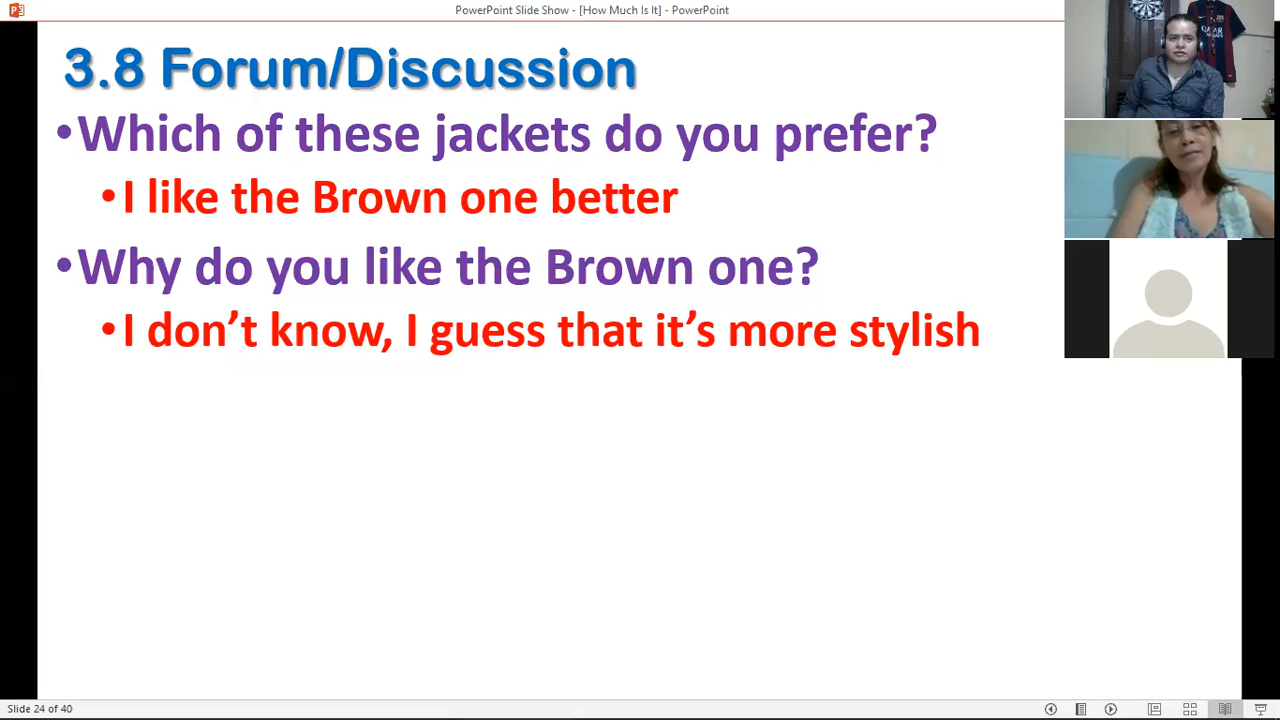 PowerPoint Slide Show - [How Much Is It] - PowerPoint
3.8 Forum/Discussion
•Which of these jackets do you prefer?
•I like the Brown one better
•Why do you like the Brown one?
•I don’t know, I guess that it’s more stylish
QATAR
AIRWAYS
Slide 24 of 40